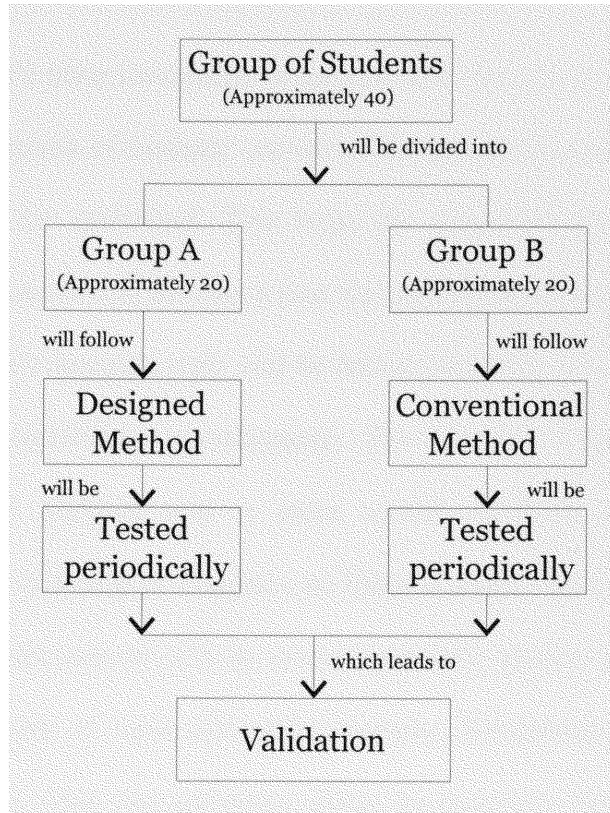 Group of Students
(Approximately 40)
will be divided into
Group A
(Approximately 20)
Group B
(Approximately 20)
will follow
will follow
Designed
Method
Conventional
Method
will be
will be
Tested
periodically
Tested
periodically
which leads to
Validation